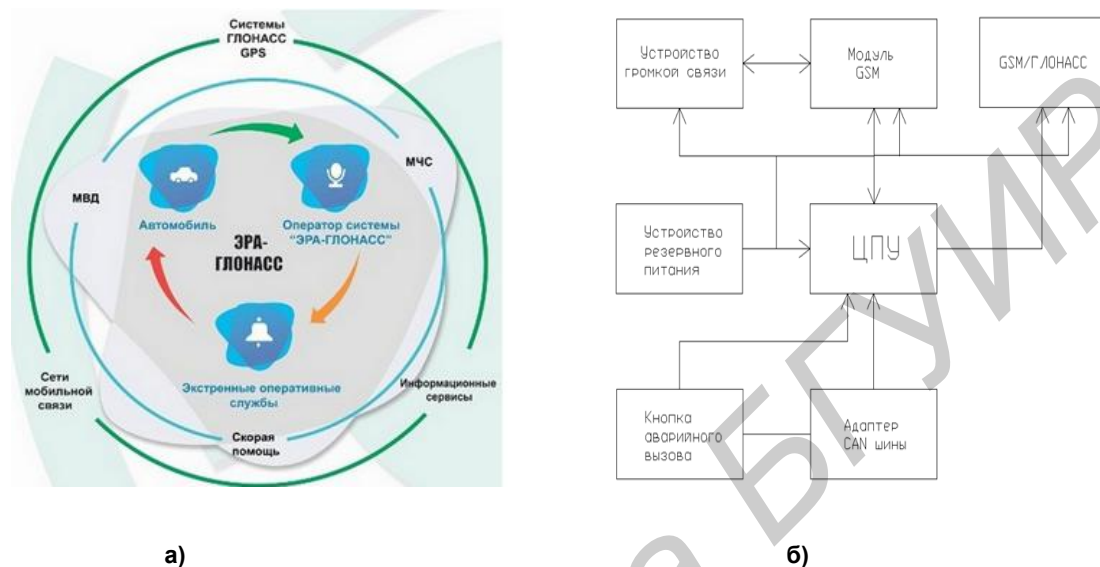 Системы
ГЛОНАСС
GPS
МЧС
МВД
Автомобиль
Оператор системы
"ЭРА-ГЛОНАСС"
ЭРА-
ГЛОНАСС
Экстренные оперативные
службы
Сети
мобильной
связи
Информационные
сервисы
Скорая
помощь
а)
Устройство
громкой связи
Модуль
GSM
GSM/ГЛОНАСС
Устройство
резервного
питания
ЦПУ
Кнопка
аварийного
вызова
Адаптер
CAN шины
б)
а БГУИР